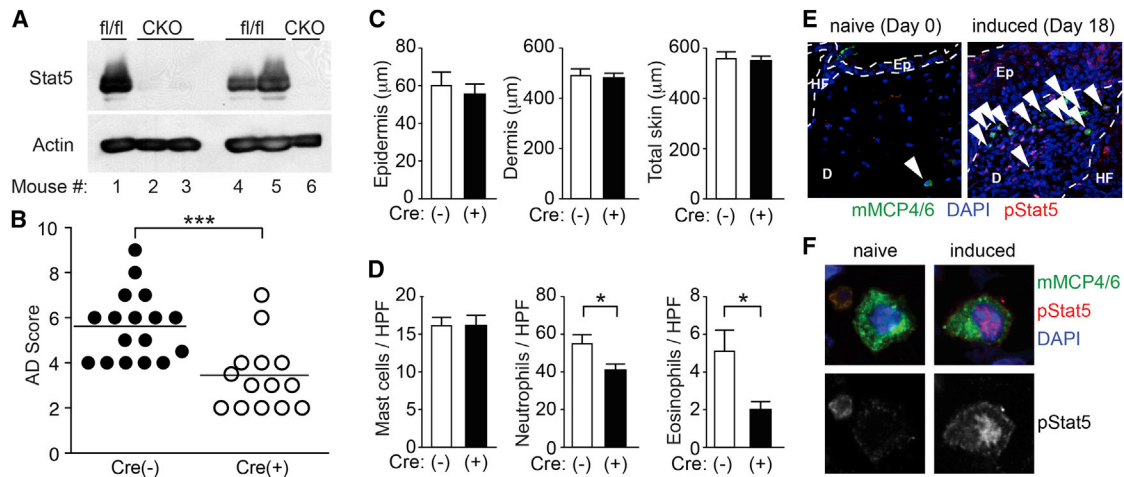 A
fl/fl CKO fl/fl CKO
Stat5
Actin
Mouse #: 1 2 3 4 5 6
B
***
AD Score
10
8
6
4
2
0
Cre(-) Cre(+)
C
Epidermis (μm)
80
60
40
20
0
Cre: (-) (+)
Dermis (μm)
600
400
200
0
Cre: (-) (+)
Total skin (μm)
600
400
200
0
Cre: (-) (+)
D
Mast cells / HPF
20
15
10
5
0
Cre: (-) (+)
Neutrophils / HPF
80
60
40
20
0
*
Cre: (-) (+)
Eosinophils / HPF
8
6
4
2
0
*
Cre: (-) (+)
E
naive (Day 0) induced (Day 18)
Ep
HF
D
Ep
D
HF
mMCP4/6 DAPI pStat5
F
naive induced
mMCP4/6
pStat5
DAPI
pStat5